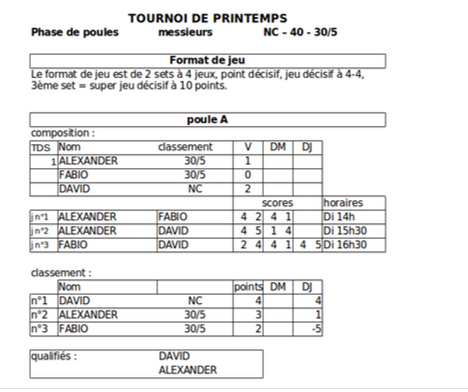 TOURNOI DE PRINTEMPS
Phase de poules messieurs NC – 40 - 30/5
Format de jeu
Le format de jeu est de 2 sets à 4 jeux, point décisif, jeu décisif à 4-4,
3ème set = super jeu décisif à 10 points.
poule A
composition :
TDS Nom classement V DM DJ
1 ALEXANDER 30/5 1
FABIO 30/5 0
DAVID NC 2
scores horaires
j n°1 ALEXANDER FABIO 4 2 4 1 Di 14h
j n°2 ALEXANDER DAVID 4 5 1 4 Di 15h30
j n°3 FABIO DAVID 2 4 4 1 4 5 Di 16h30
classement :
Nom points DM DJ
n°1 DAVID NC 4 4
n°2 ALEXANDER 30/5 3 1
n°3 FABIO 30/5 2 -5
qualifiés : DAVID
ALEXANDER